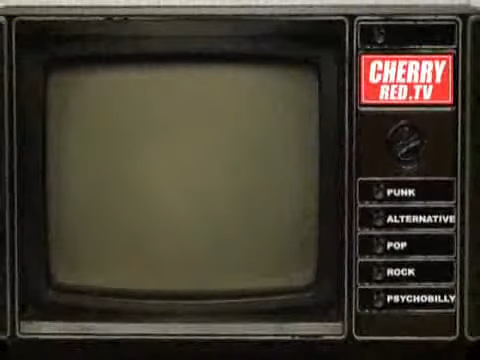 CHERRY
RED.TV
PUNK
ALTERNATIVE
POP
ROCK
PSYCHOBILLY